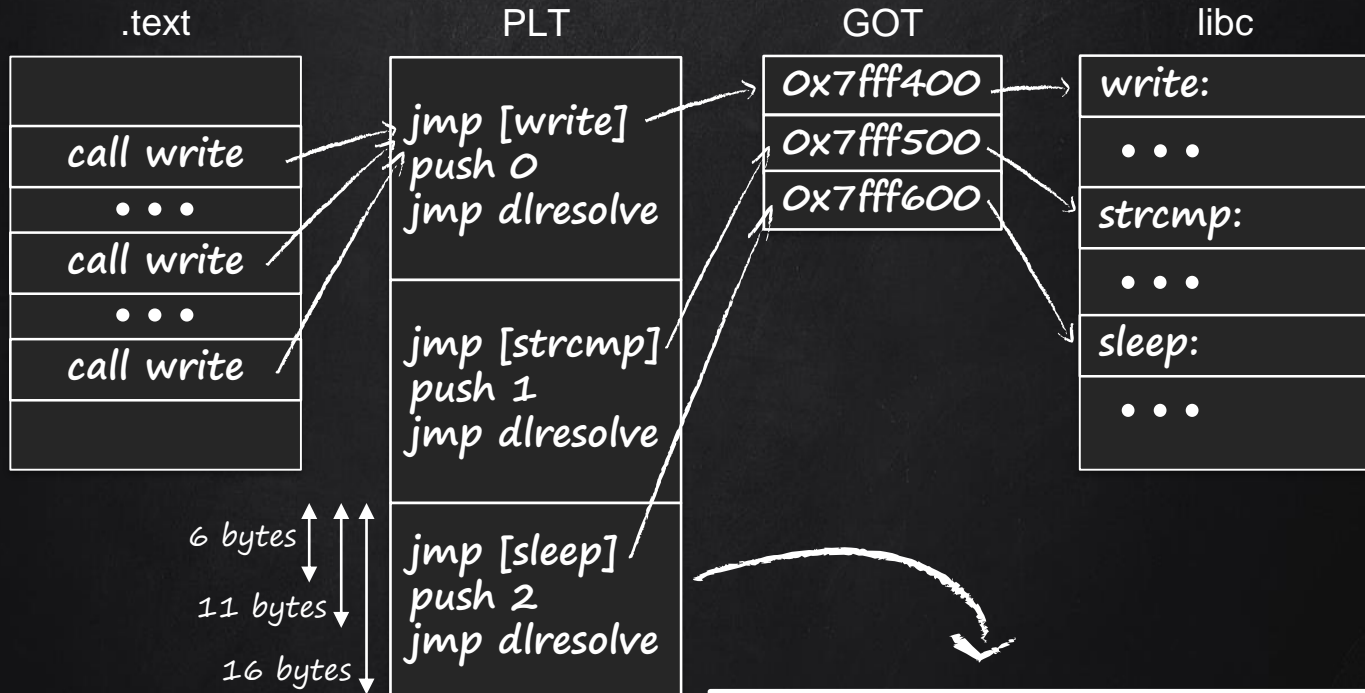 .text
call write
• • •
call write
• • •
call write
PLT
jmp [write]
push 0
jmp dlresolve
jmp [strcmp]
push 1
jmp dlresolve
jmp [sleep]
push 2
jmp dlresolve
6 bytes
11 bytes
16 bytes
GOT
0x7fff400
0x7fff500
0x7fff600
libc
write:
• • •
strcmp:
• • •
sleep:
• • •